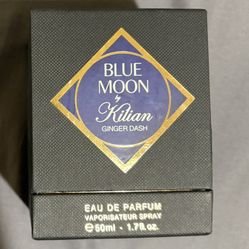 BLUE
MOON
by
Kilian
GINGER DASH
EAU DE PARFUM
VAPORISATEUR SPRAY
℮50ml - 1.7fl.oz.